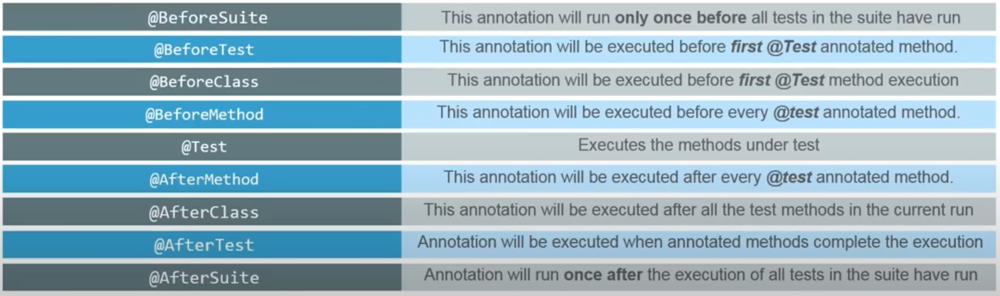 @BeforeSuite This annotation will run only once before all tests in the suite have run
@BeforeTest This annotation will be executed before first @Test annotated method.
@BeforeClass This annotation will be executed before first @Test method execution
@BeforeMethod This annotation will be executed before every @test annotated method.
@Test Executes the methods under test
@AfterMethod This annotation will be executed after every @test annotated method.
@AfterClass This annotation will be executed after all the test methods in the current run
@AfterTest Annotation will be executed when annotated methods complete the execution
@AfterSuite Annotation will run once after the execution of all tests in the suite have run